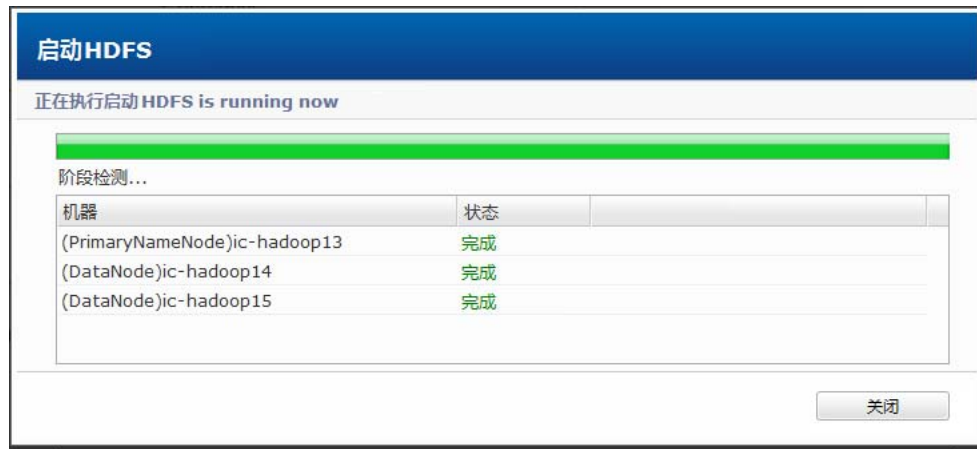 启动HDFS
正在执行启动HDFS is running now
阶段检测...
机器 状态
(PrimaryNameNode)ic-hadoop13 完成
(DataNode)ic-hadoop14 完成
(DataNode)ic-hadoop15 完成
关闭